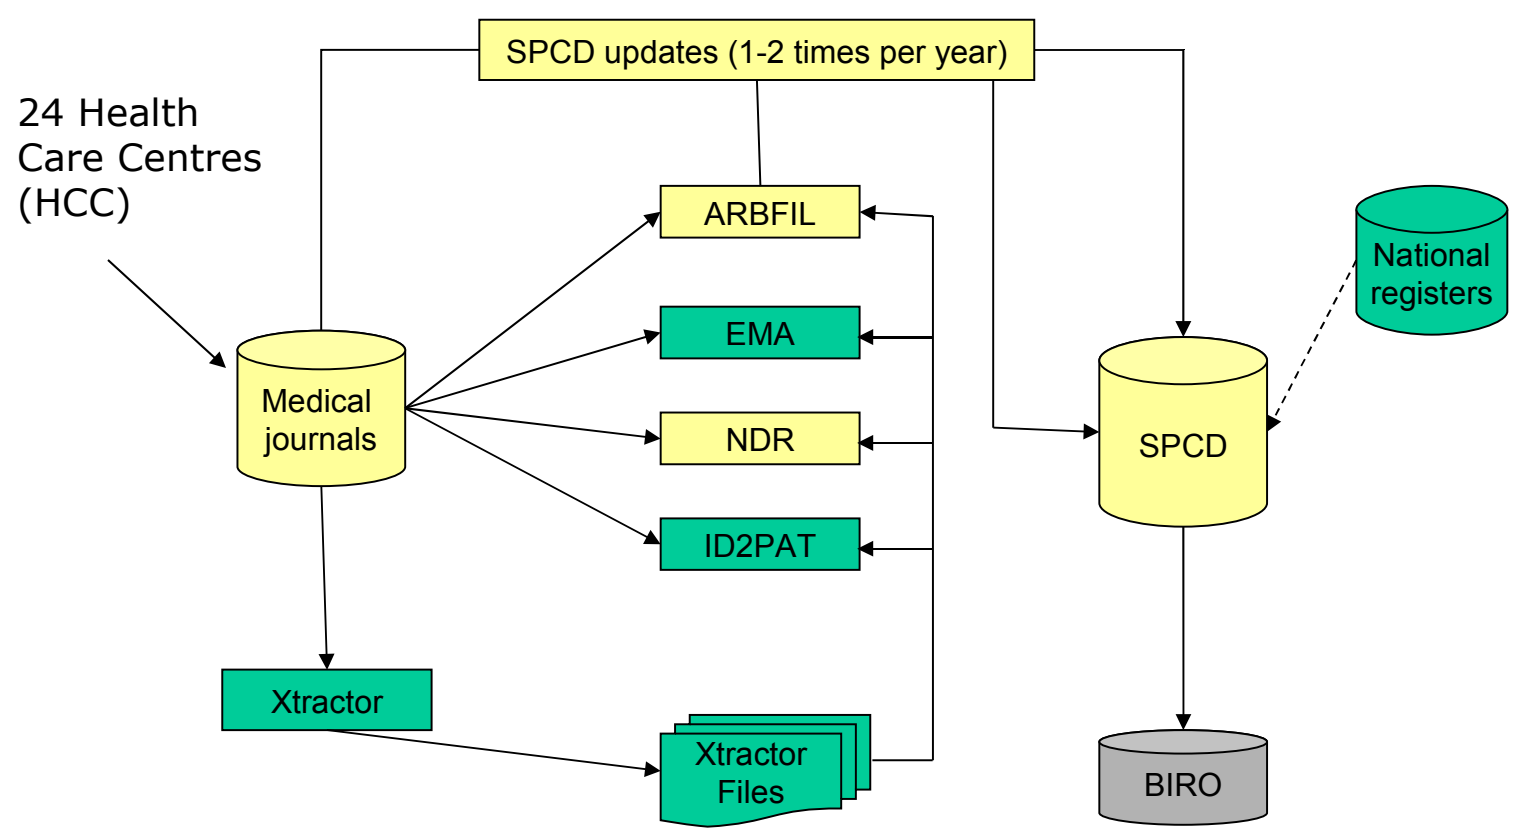 SPCD updates (1-2 times per year)
24 Health
Care Centres
(HCC)
ARBFIL
National
registers
EMA
Medical
journals
NDR
SPCD
ID2PAT
Xtractor
Xtractor
Files
BIRO